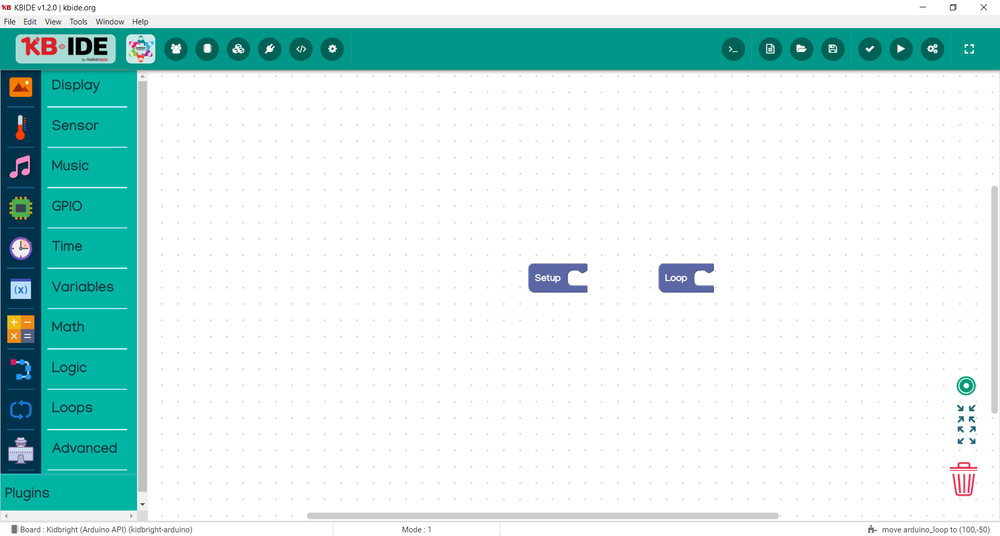 KB KBIDE v1.2.0 | kbide.org
File Edit View Tools Window Help
KB IDE
by makerasia
Display
Sensor
Music
GPIO
Time
Variables
(x)
Math
Logic
Loops
Advanced
Plugins
Setup
Loop
Board : Kidbright (Arduino API) (kidbright-arduino)
Mode : 1
move arduino_loop to (100,-50)